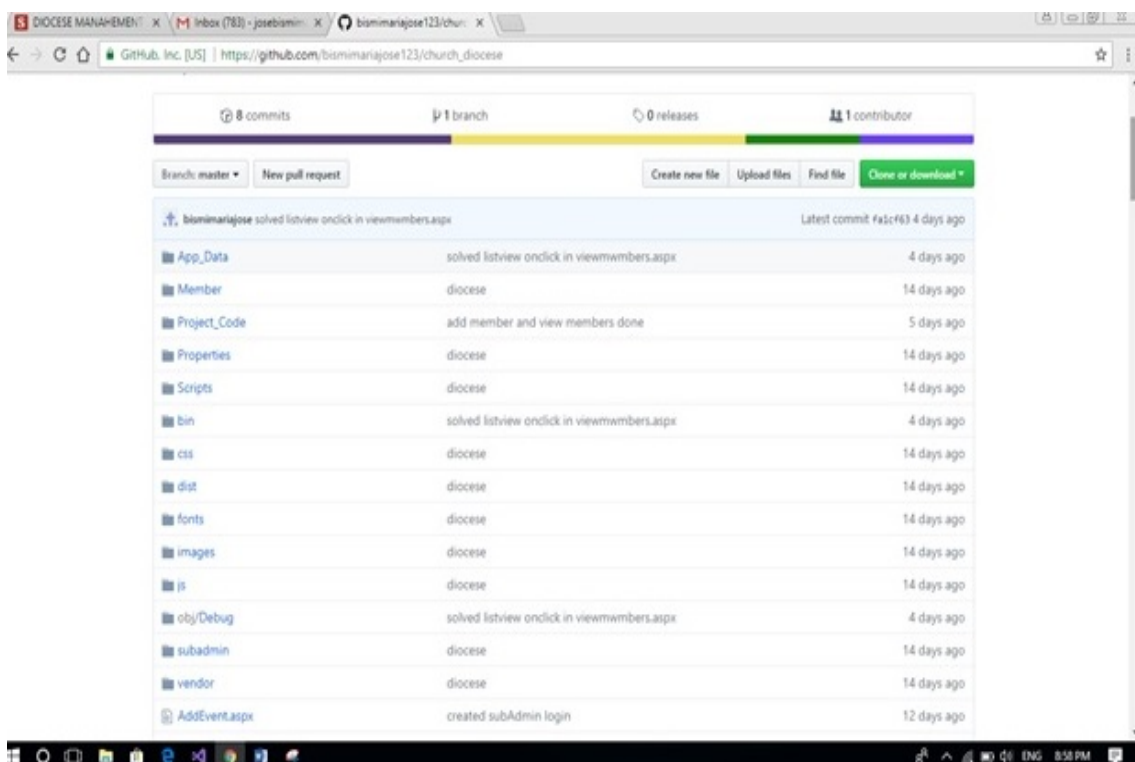 DIOCESE MANAHEMENT x Inbox (783) - josebismim x bismimariajose123/churc x
GitHub, Inc. [US] | https://github.com/bismimariajose123/church_diocese
8 commits 1 branch 0 releases 1 contributor
Branch: master New pull request Create new file Upload files Find file Clone or download
bismimariajose solved listview onclick in viewmwmbers.aspx Latest commit fa1cf63 4 days ago
App_Data solved listview onclick in viewmwmbers.aspx 4 days ago
Member diocese 14 days ago
Project_Code add member and view members done 5 days ago
Properties diocese 14 days ago
Scripts diocese 14 days ago
bin solved listview onclick in viewmwmbers.aspx 4 days ago
css diocese 14 days ago
dist diocese 14 days ago
fonts diocese 14 days ago
images diocese 14 days ago
js diocese 14 days ago
obj/Debug solved listview onclick in viewmwmbers.aspx 4 days ago
subadmin diocese 14 days ago
vendor diocese 14 days ago
AddEvent.aspx created subAdmin login 12 days ago
ENG 8:58 PM